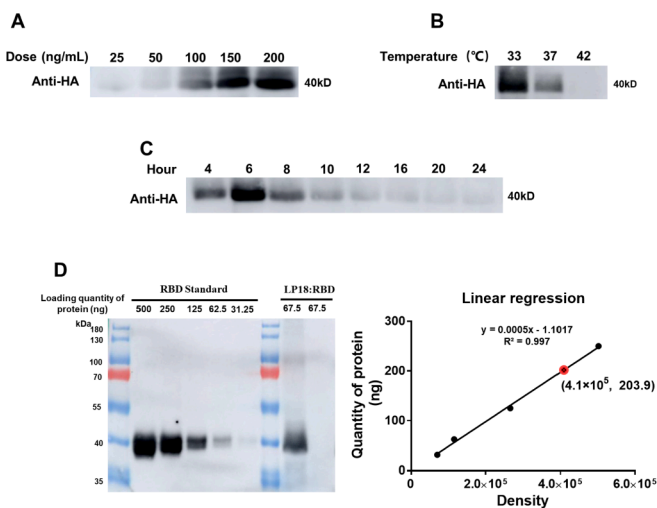 A
Dose (ng/mL) 25 50 100 150 200
Anti-HA 40kD
B
Temperature (℃) 33 37 42
Anti-HA 40kD
C
Hour 4 6 8 10 12 16 20 24
Anti-HA 40kD
D
RBD Standard LP18:RBD
Loading quantity of
protein (ng) 500 250 125 62.5 31.25 67.5 67.5
kDa
180
130
100
70
55
40
35
Linear regression
y = 0.0005x - 1.1017
R² = 0.997
(4.1×10⁵, 203.9)
Quantity of protein
(ng)
300
200
100
0
0 2.0×10⁵ 4.0×10⁵ 6.0×10⁵
Density